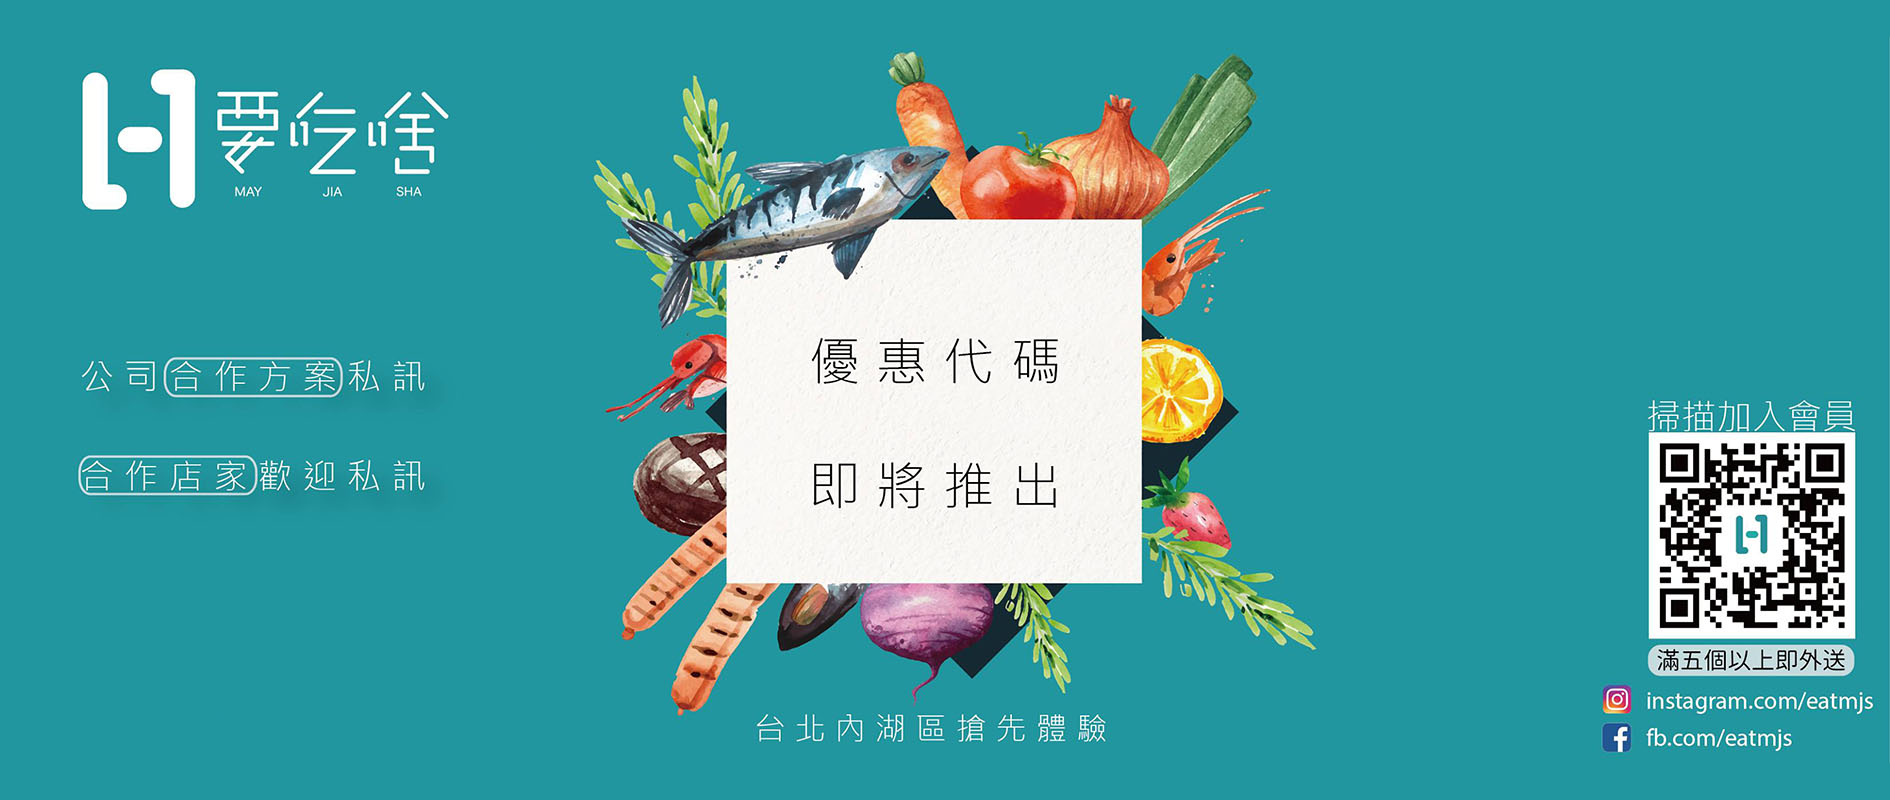 要吃啥
MAY JIA SHA
公司合作方案私訊
合作店家歡迎私訊
優惠代碼
即將推出
台北內湖區搶先體驗
掃描加入會員
滿五個以上即外送
instagram.com/eatmjs
fb.com/eatmjs